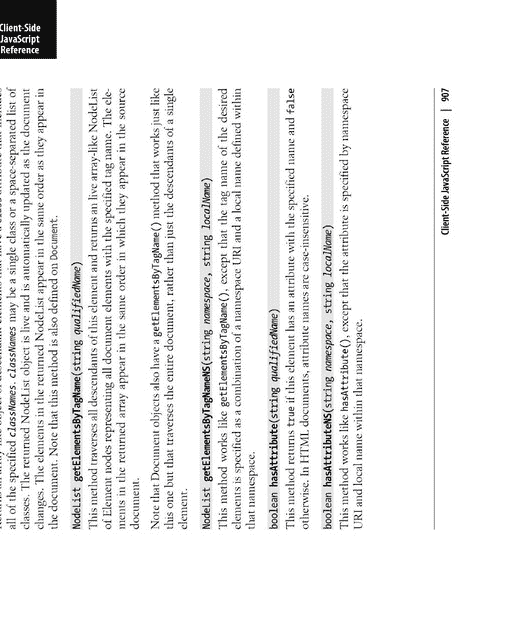 all of the specified classNames. classNames may be a single class or a space-separated list of
classes. The returned NodeList object is live and is automatically updated as the document
changes. The elements in the returned NodeList appear in the same order as they appear in
the document. Note that this method is also defined on Document.
NodeList getElementsByTagName(string qualifiedName)
This method traverses all descendants of this element and returns an live array-like NodeList
of Element nodes representing all document elements with the specified tag name. The ele-
ments in the returned array appear in the same order in which they appear in the source
document.
Note that Document objects also have a getElementsByTagName() method that works just like
this one but that traverses the entire document, rather than just the descendants of a single
element.
NodeList getElementsByTagNameNS(string namespace, string localName)
This method works like getElementsByTagName(), except that the tag name of the desired
elements is specified as a combination of a namespace URI and a local name defined within
that namespace.
boolean hasAttribute(string qualifiedName)
This method returns true if this element has an attribute with the specified name and false
otherwise. In HTML documents, attribute names are case-insensitive.
boolean hasAttributeNS(string namespace, string localName)
This method works like hasAttribute(), except that the attribute is specified by namespace
URI and local name within that namespace.
Client-Side JavaScript Reference | 907
Client-Side
JavaScript
Reference